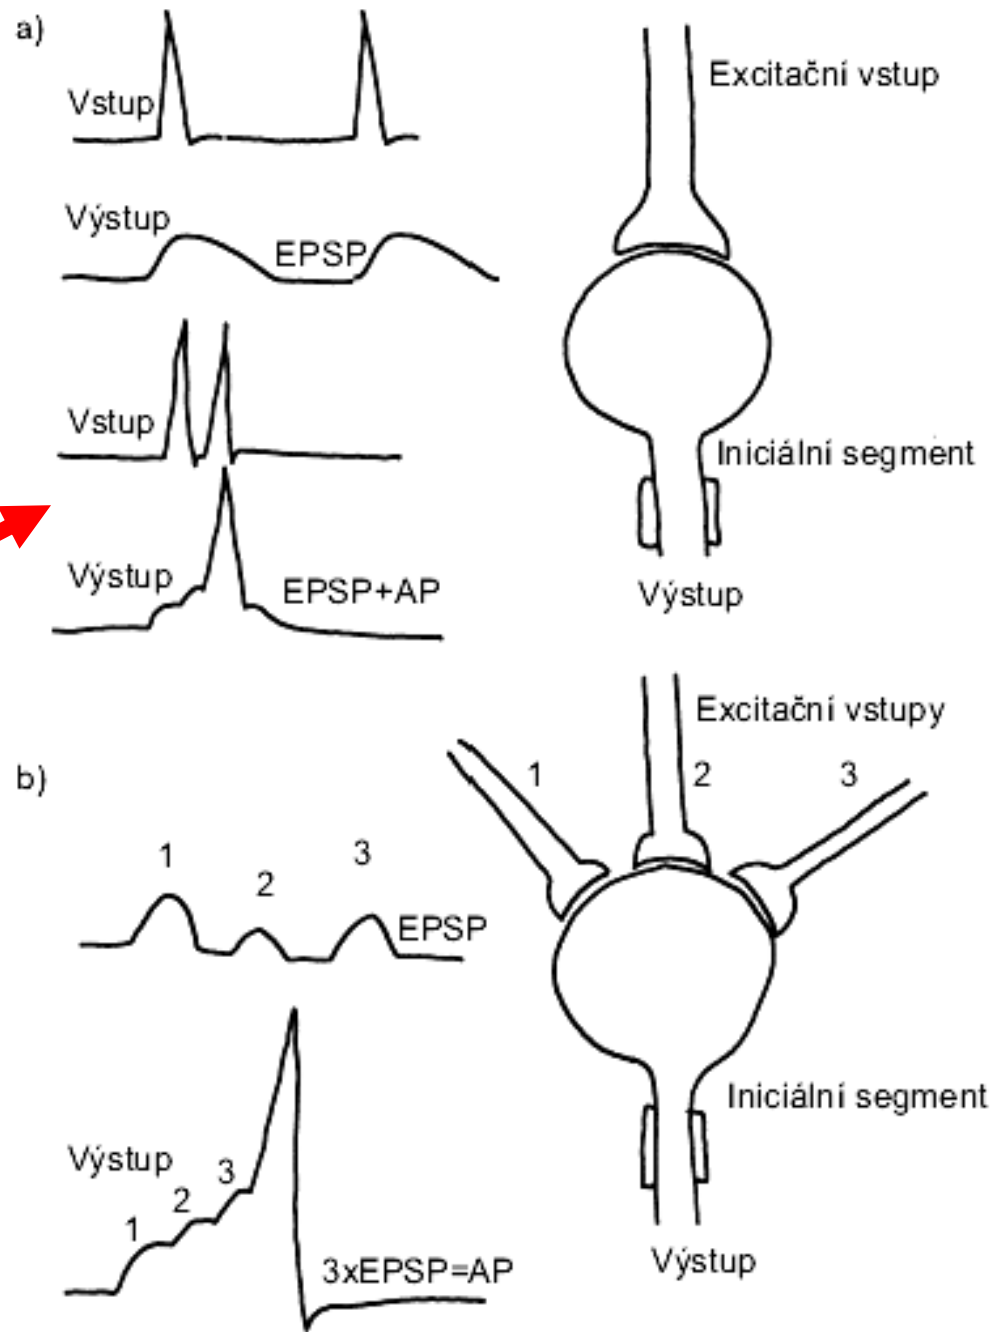 a)
Vstup
Excitační vstup
Výstup
EPSP
Vstup
Iniciální segment
Výstup
EPSP+AP
Výstup
Excitační vstupy
b)
1
2
3
1
2
3
EPSP
Iniciální segment
Výstup
1
2
3
3xEPSP=AP
Výstup